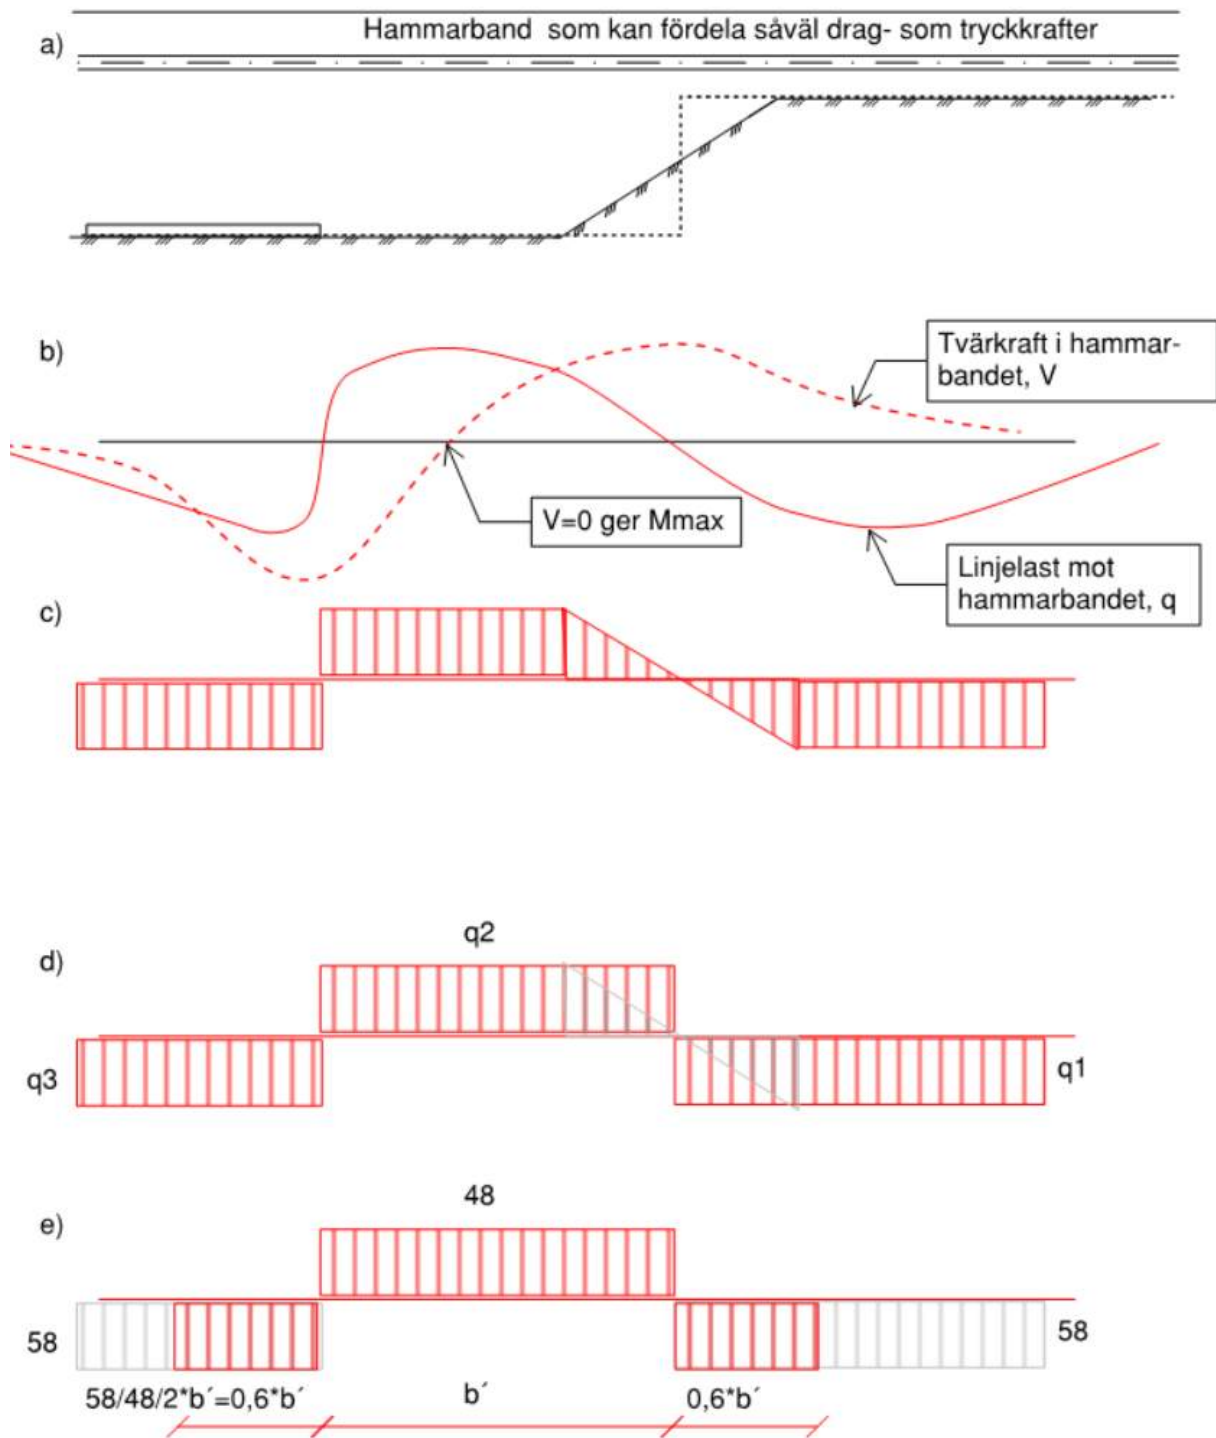 Hammarband som kan fördela såväl drag- som tryckkrafter
a)
b)
Tvärkraft i hammar-
bandet, V
V=0 ger Mmax
Linjelast mot
hammarbandet, q
c)
q2
d)
q3
q1
48
e)
58
58
58/48/2*b´=0,6*b´
b´
0,6*b´